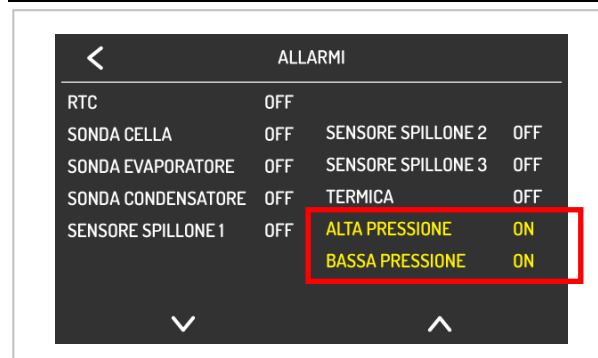 ALLARMI
RTC OFF
SONDA CELLA OFF SENSORE SPILLONE 2 OFF
SONDA EVAPORATORE OFF SENSORE SPILLONE 3 OFF
SONDA CONDENSATORE OFF TERMICA OFF
SENSORE SPILLONE 1 OFF ALTA PRESSIONE ON
BASSA PRESSIONE ON